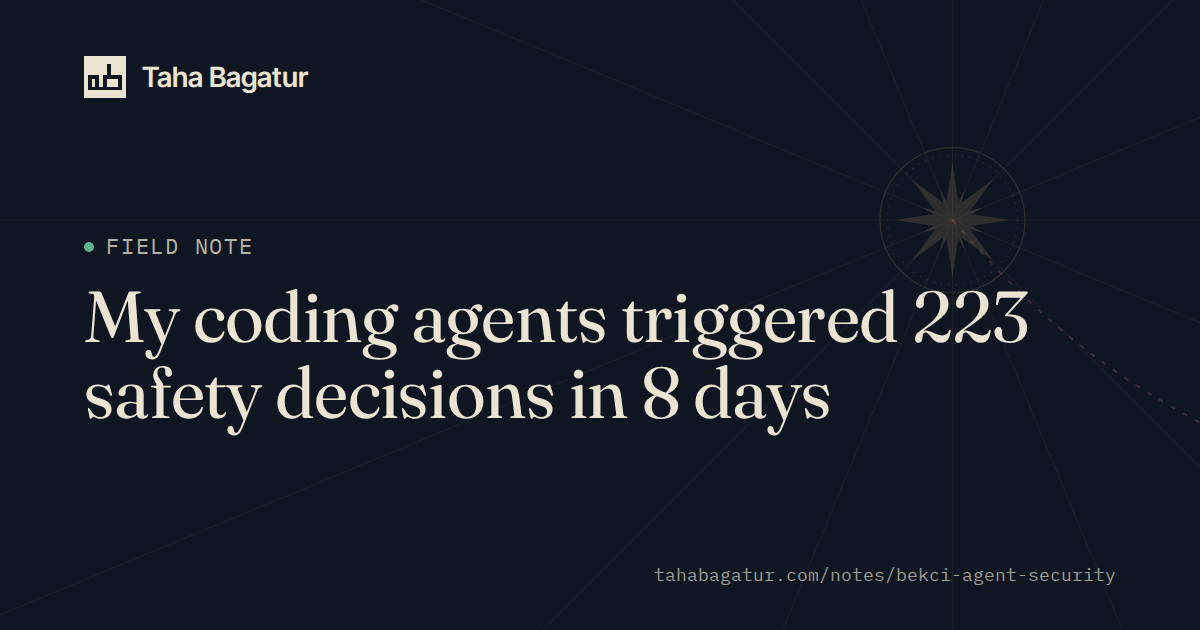 Taha Bagatur
FIELD NOTE
My coding agents triggered 223
safety decisions in 8 days
tahabagatur.com/notes/bekci-agent-security